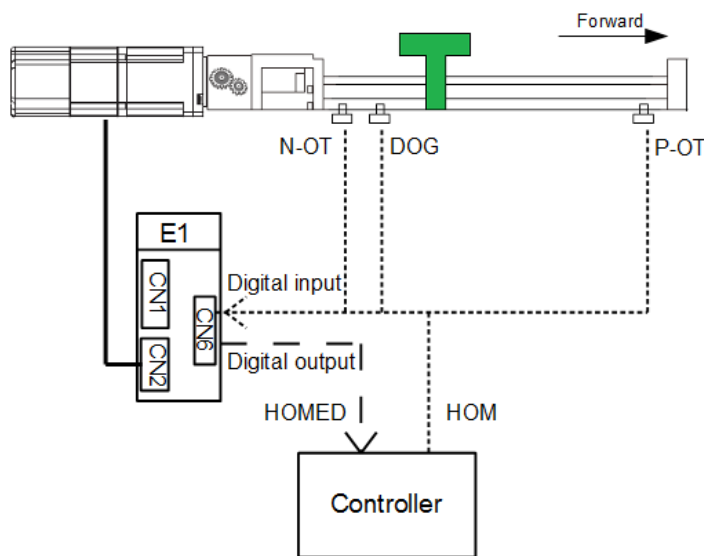 Forward
N-OT
DOG
P-OT
E1
CN1
CN6
CN2
Digital input
Digital output
HOMED
HOM
Controller